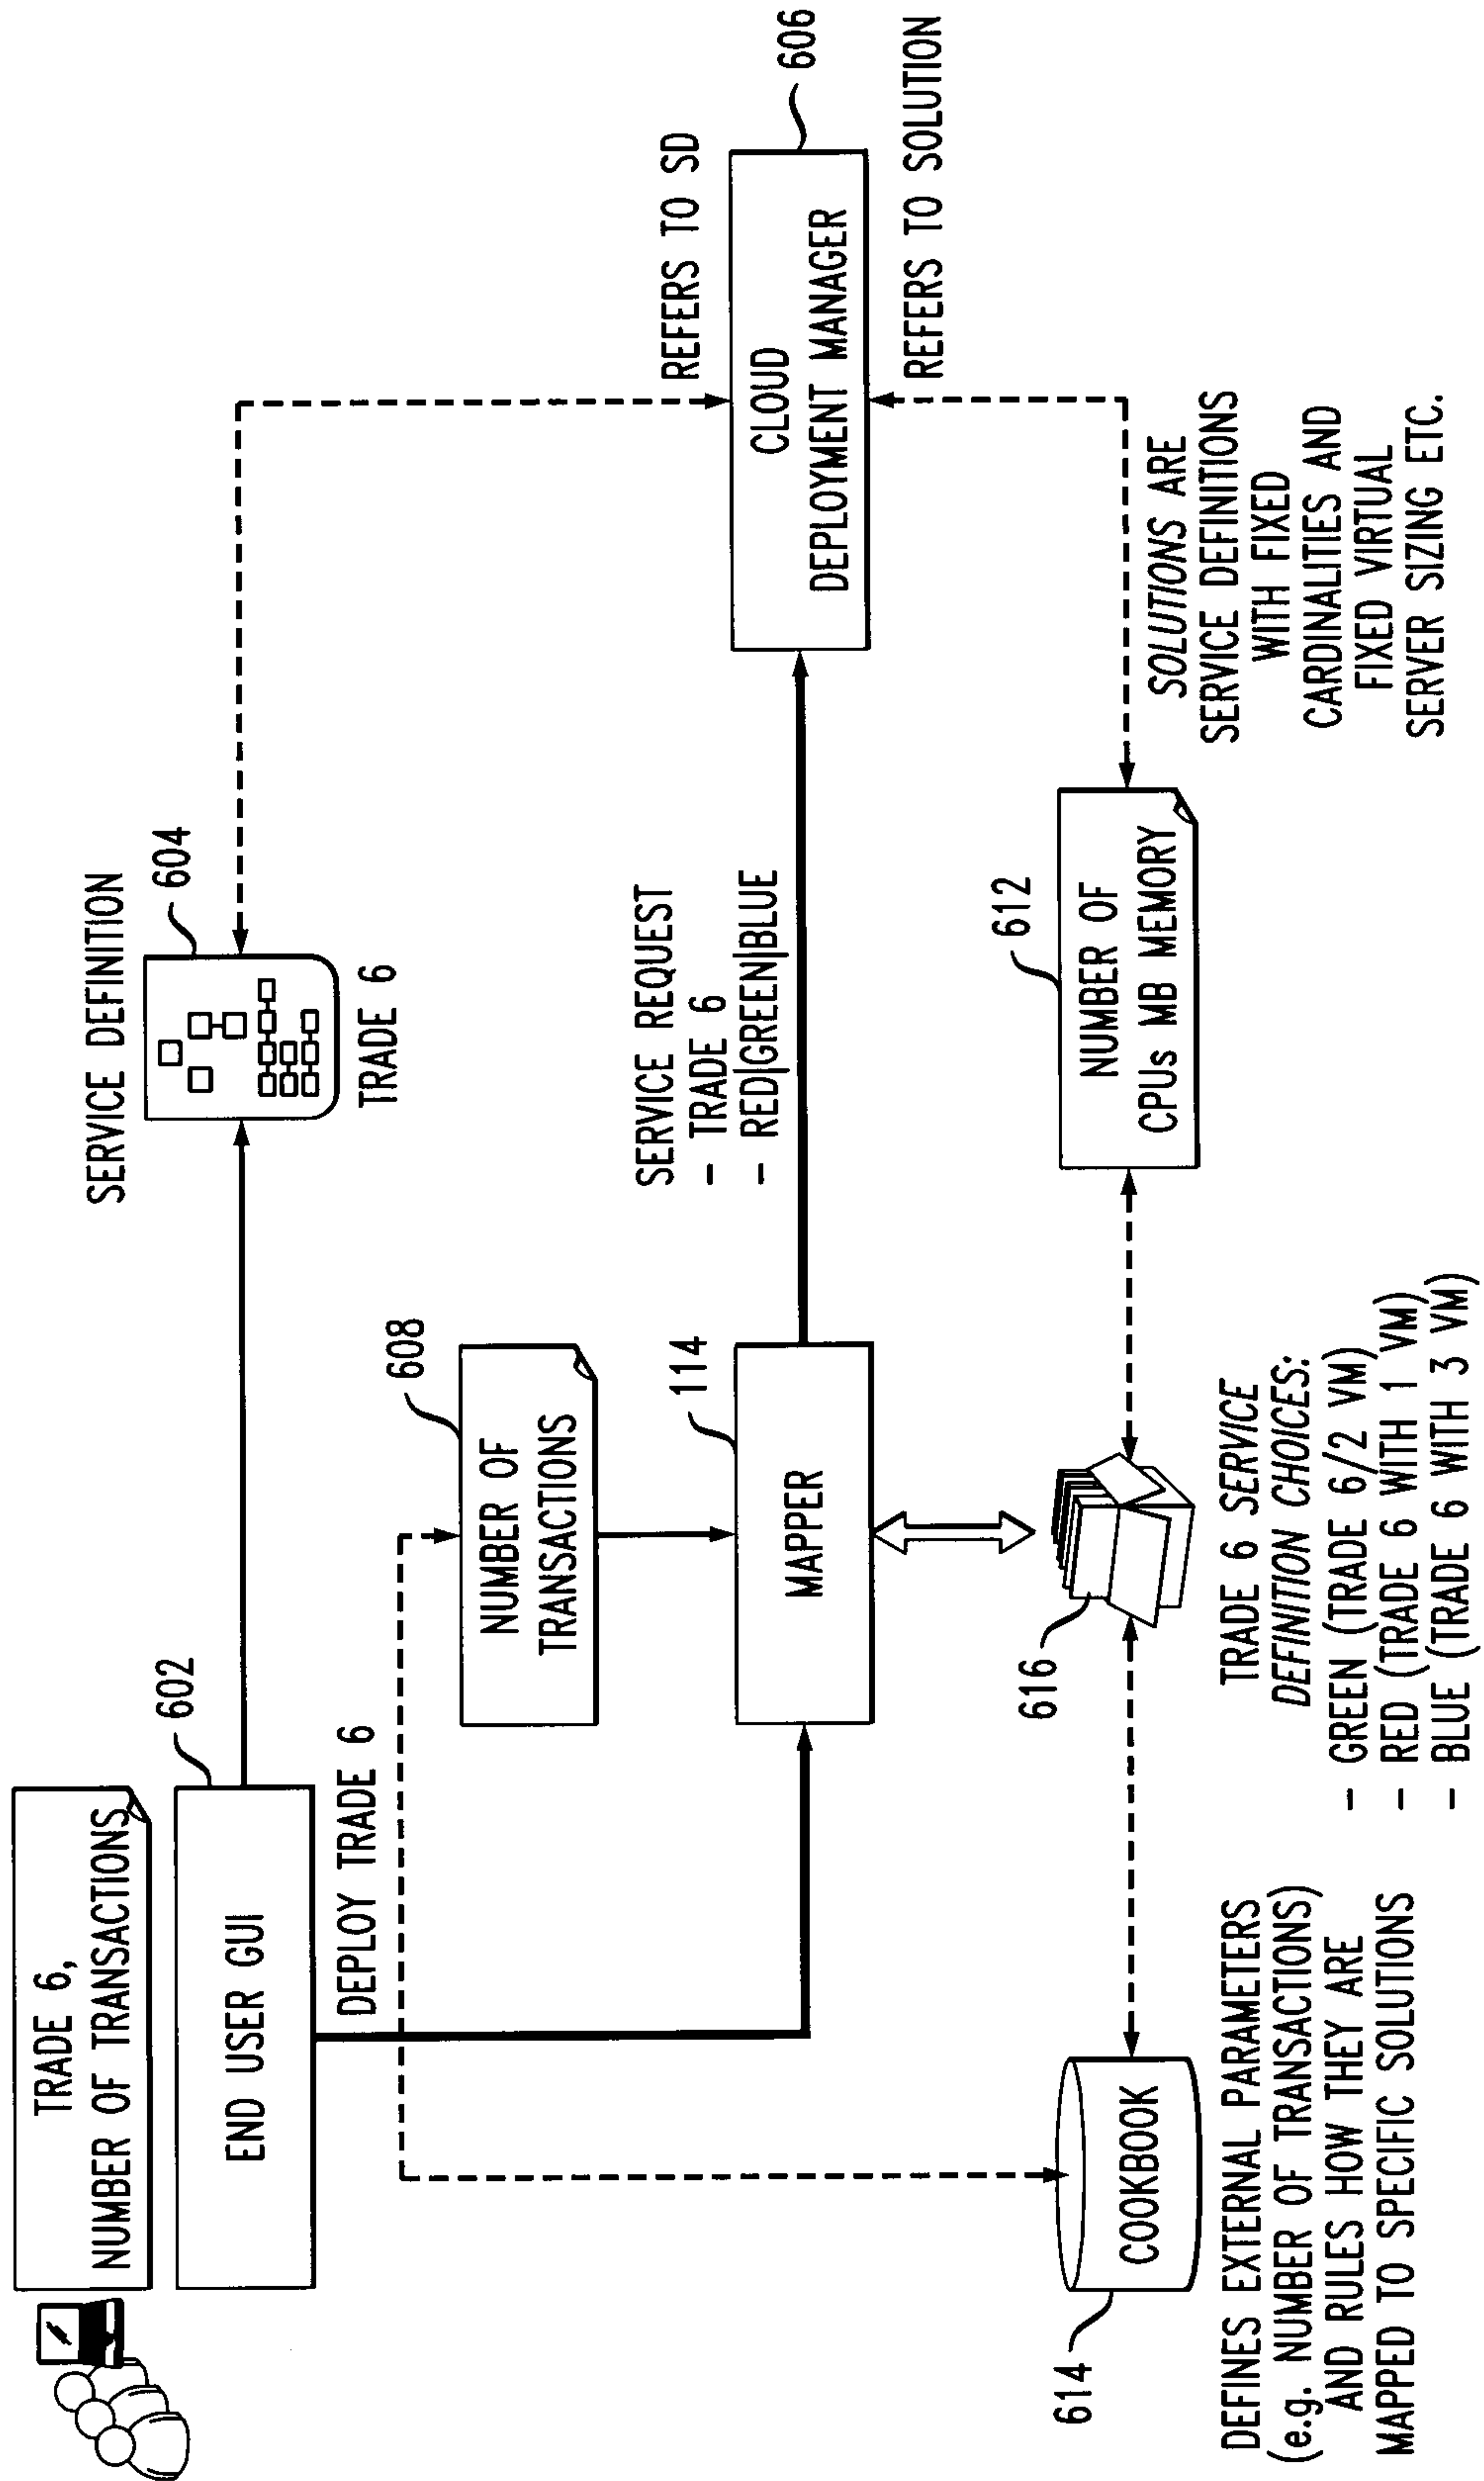 TRADE 6,
NUMBER OF TRANSACTIONS
END USER GUI
602
DEPLOY TRADE 6
SERVICE DEFINITION
604
TRADE 6
608
NUMBER OF
TRANSACTIONS
114
MAPPER
SERVICE REQUEST
- TRADE 6
- RED|GREEN|BLUE
REFERS TO SD
606
CLOUD
DEPLOYMENT MANAGER
REFERS TO SOLUTION
614
COOKBOOK
DEFINES EXTERNAL PARAMETERS
(e.g. NUMBER OF TRANSACTIONS)
AND RULES HOW THEY ARE
MAPPED TO SPECIFIC SOLUTIONS
616
TRADE 6 SERVICE
DEFINITION CHOICES:
- GREEN (TRADE 6/2 VM)
- RED (TRADE 6 WITH 1 VM)
- BLUE (TRADE 6 WITH 3 VM)
612
NUMBER OF
CPUs MB MEMORY
SOLUTIONS ARE
SERVICE DEFINITIONS
WITH FIXED
CARDINALITIES AND
FIXED VIRTUAL
SERVER SIZING ETC.